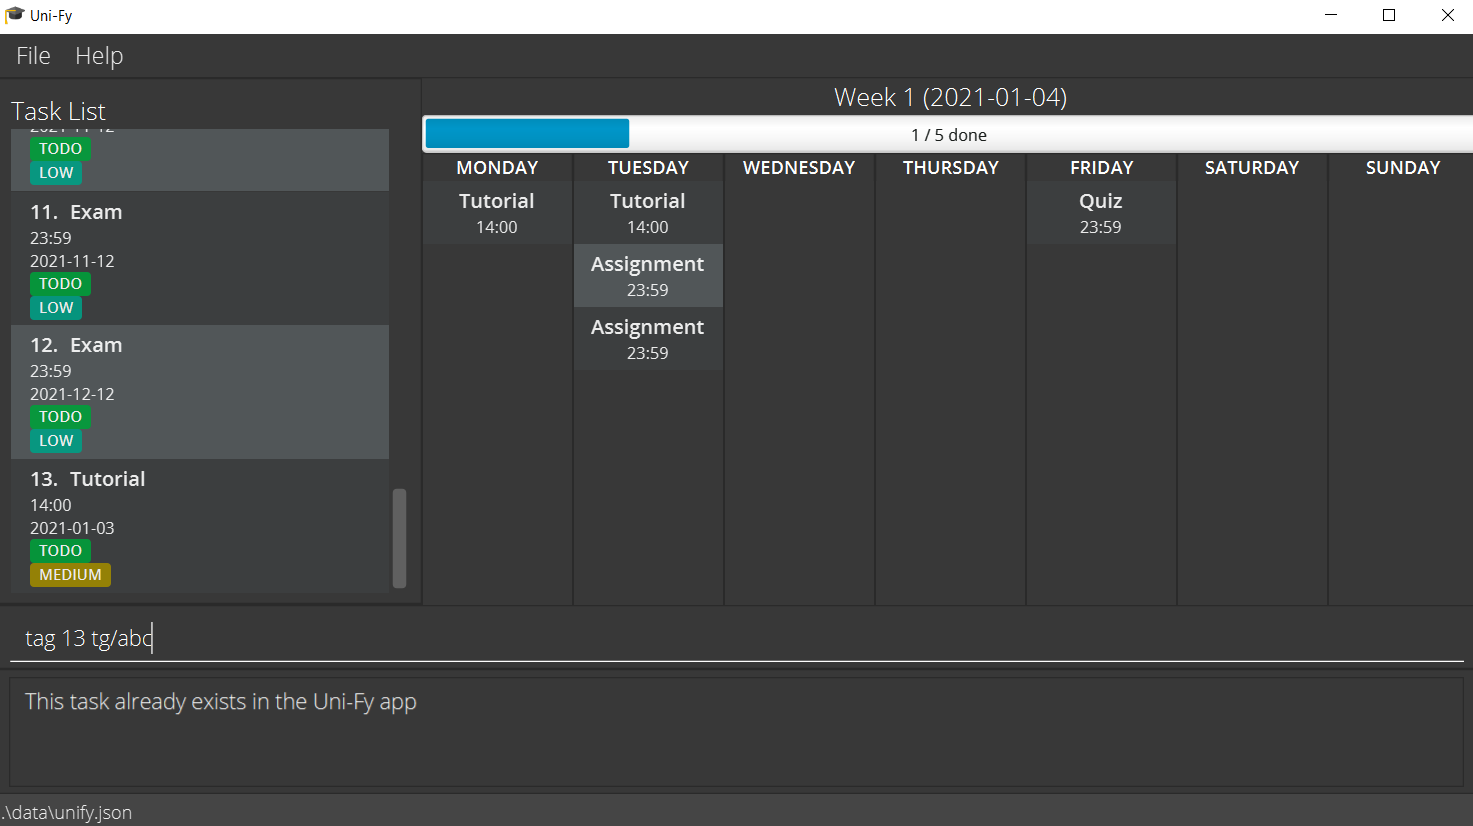 Uni-Fy
File Help
Task List
2021-11-12
TODO
LOW
11. Exam
23:59
2021-11-12
TODO
LOW
12. Exam
23:59
2021-12-12
TODO
LOW
13. Tutorial
14:00
2021-01-03
TODO
MEDIUM
Week 1 (2021-01-04)
1 / 5 done
MONDAY TUESDAY WEDNESDAY THURSDAY FRIDAY SATURDAY SUNDAY
Tutorial Tutorial Quiz
14:00 14:00 23:59
Assignment
23:59
Assignment
23:59
tag 13 tg/abc
This task already exists in the Uni-Fy app
.\data\unify.json